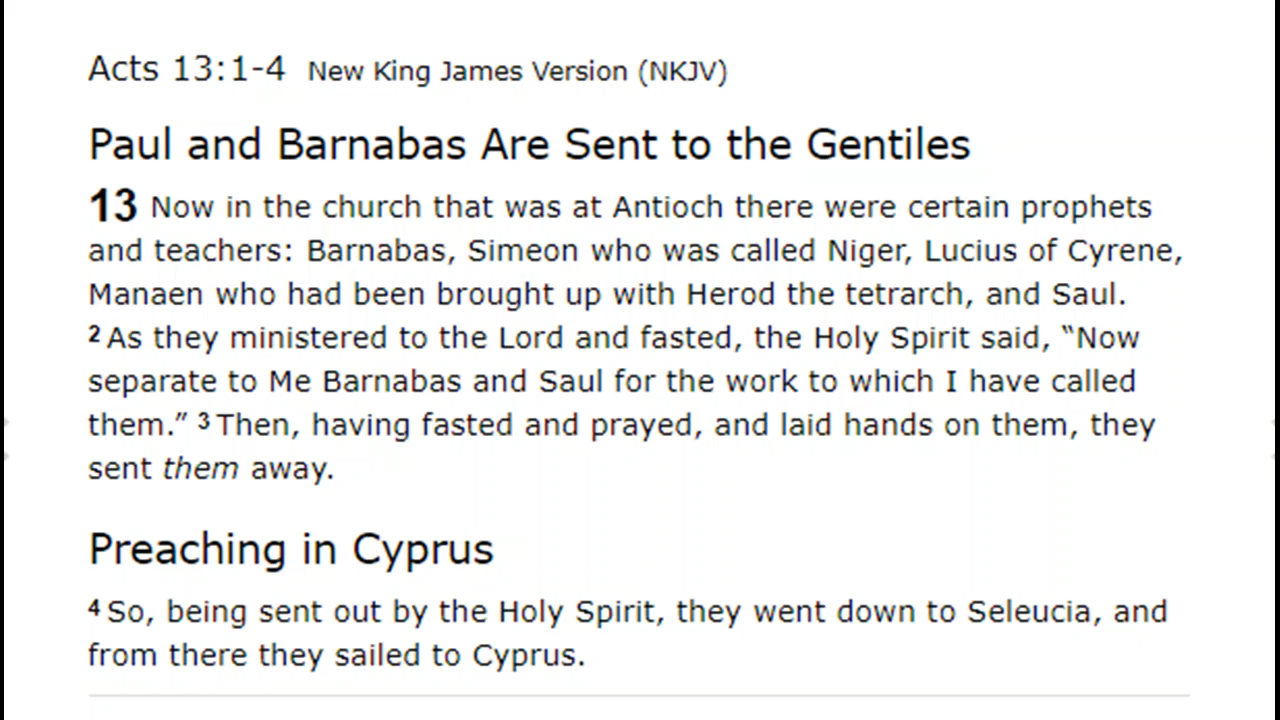 Acts 13:1-4 New King James Version (NKJV)
Paul and Barnabas Are Sent to the Gentiles
13 Now in the church that was at Antioch there were certain prophets
and teachers: Barnabas, Simeon who was called Niger, Lucius of Cyrene,
Manaen who had been brought up with Herod the tetrarch, and Saul.
2 As they ministered to the Lord and fasted, the Holy Spirit said, “Now
separate to Me Barnabas and Saul for the work to which I have called
them.” 3 Then, having fasted and prayed, and laid hands on them, they
sent them away.
Preaching in Cyprus
4 So, being sent out by the Holy Spirit, they went down to Seleucia, and
from there they sailed to Cyprus.